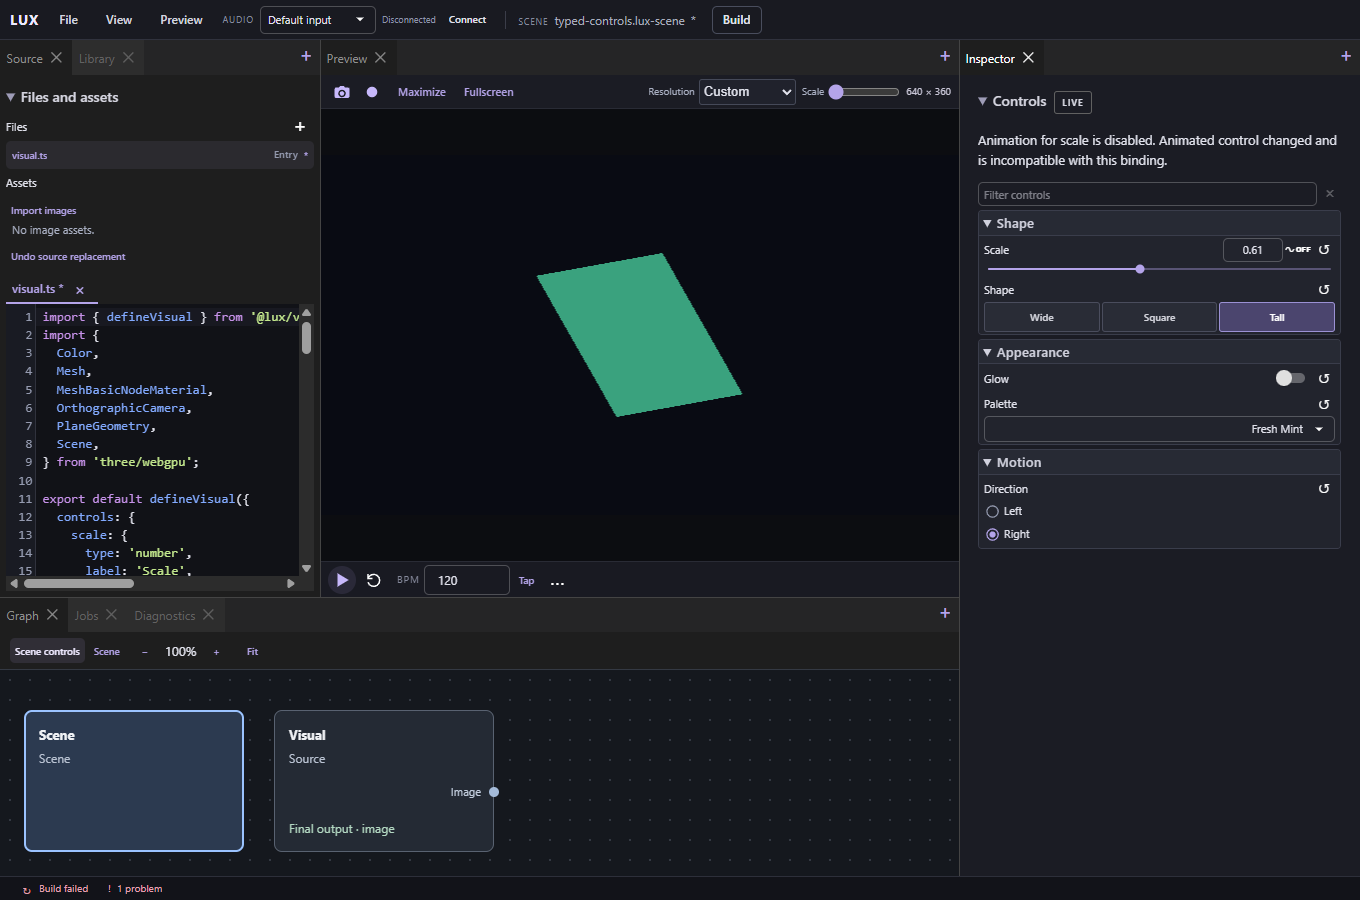 LUX File View Preview AUDIO Default input Disconnected Connect SCENE typed-controls.lux-scene * Build
Source Library +
Files and assets
Files +
visual.ts Entry *
Assets
Import images
No image assets.
Undo source replacement
visual.ts *
1 import { defineVisual } from '@lux/v
2 import {
3 Color,
4 Mesh,
5 MeshBasicNodeMaterial,
6 OrthographicCamera,
7 PlaneGeometry,
8 Scene,
9 } from 'three/webgpu';
10
11 export default defineVisual({
12 controls: {
13 scale: {
14 type: 'number',
15 label: 'Scale',
Preview +
Maximize Fullscreen Resolution Custom Scale 640 × 360
BPM 120 Tap ...
Graph Jobs Diagnostics +
Scene controls Scene − 100% + Fit
Scene
Scene
Visual
Source
Image
Final output · image
Inspector +
Controls LIVE
Animation for scale is disabled. Animated control changed and
is incompatible with this binding.
Filter controls
Shape
Scale 0.61 OFF
Shape
Wide Square Tall
Appearance
Glow
Palette
Fresh Mint
Motion
Direction
Left
Right
Build failed ! 1 problem